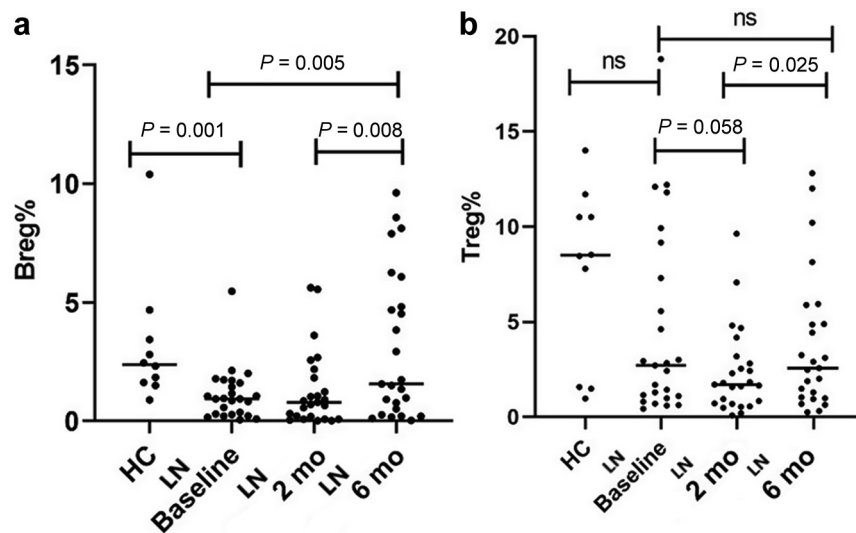 a
P = 0.005
P = 0.001
P = 0.008
15
10
5
0
Breg%
HC
LN Baseline
LN 2 mo
LN 6 mo
b
ns
ns
P = 0.025
P = 0.058
20
15
10
5
0
Treg%
HC
LN Baseline
LN 2 mo
LN 6 mo